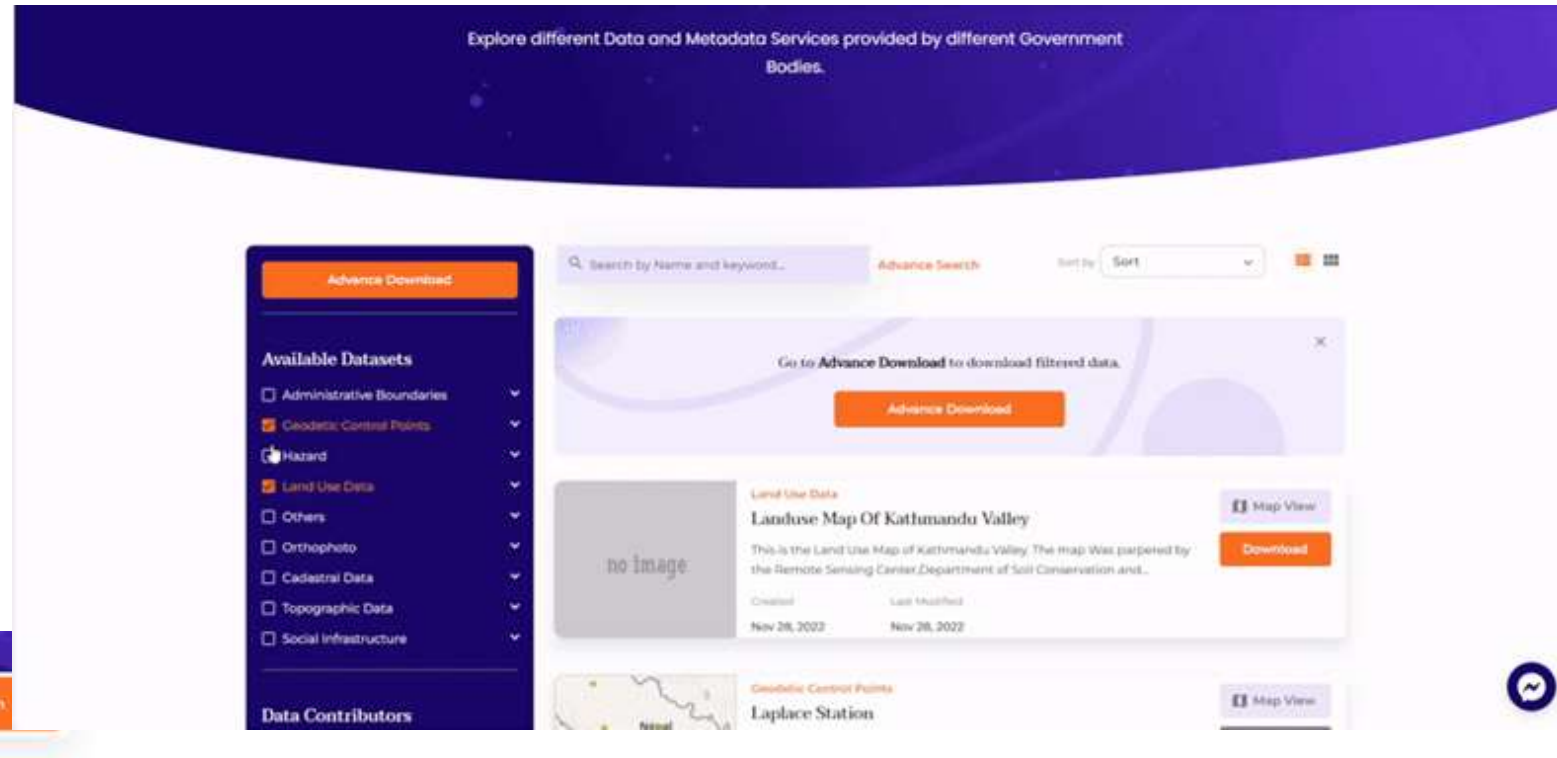 Explore different Data and Metadata Services provided by different Government
Bodies.
Advance Download
Available Datasets
Administrative Boundaries
Geodetic Control Points
Hazard
Land Use Data
Others
Orthophoto
Cadastral Data
Topographic Data
Social Infrastructure
Data Contributors
Search by Name and keyword...
Advance Search
Sort by
Sort
Go to Advance Download to download filtered data.
Advance Download
no image
Land Use Data
Landuse Map Of Kathmandu Valley
This is the Land Use Map of Kathmandu Valley. The map Was parpered by
the Remote Sensing Center,Department of Soil Conservation and...
Created
Last Modified
Nov 28, 2022
Nov 28, 2022
Map View
Download
Nepal
Geodetic Control Points
Laplace Station
Map View